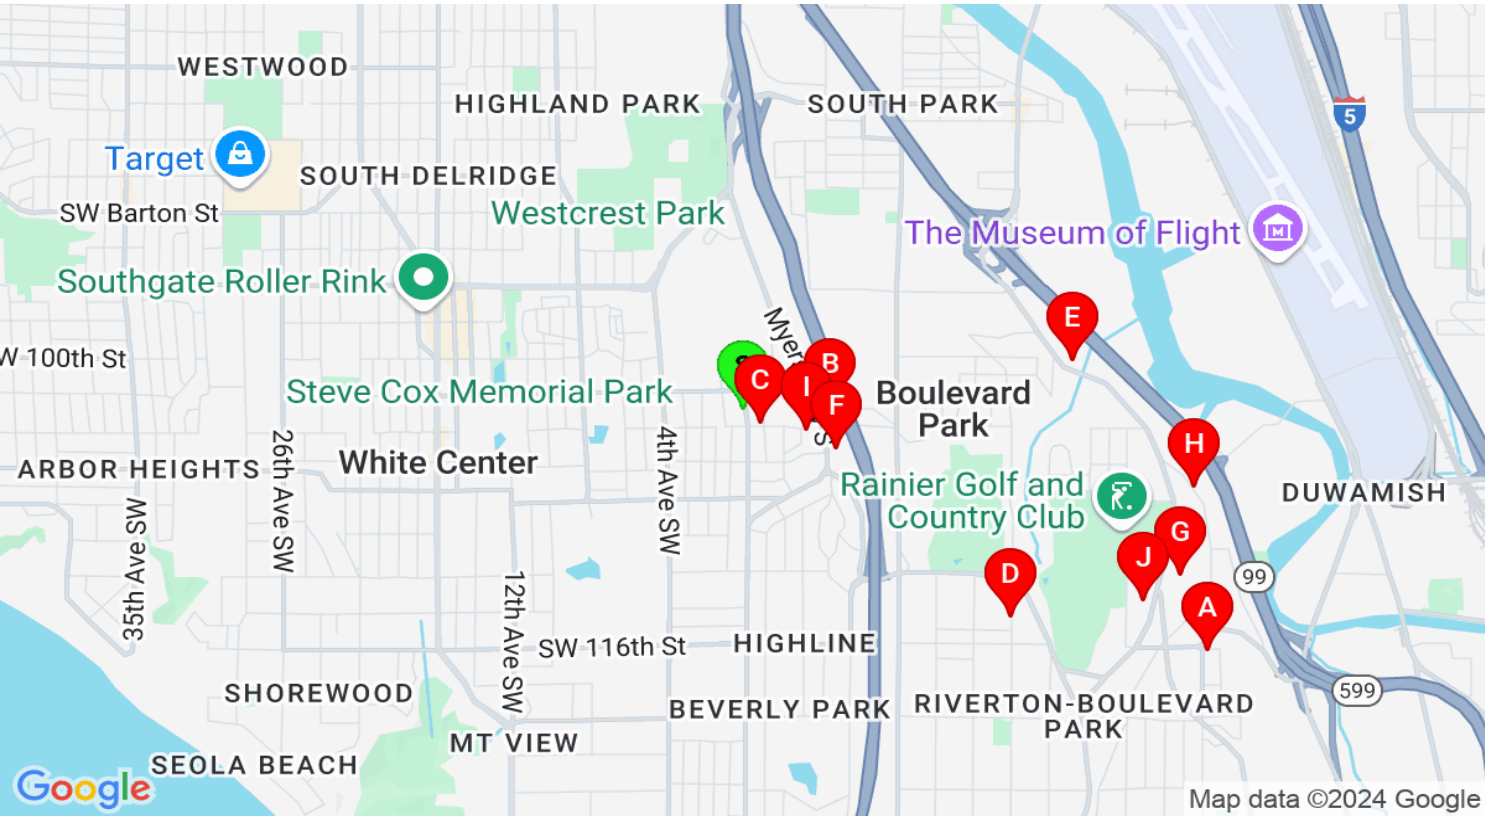 WESTWOOD
HIGHLAND PARK
SOUTH PARK
5
Target
SOUTH DELRIDGE
SW Barton St
Westcrest Park
The Museum of Flight
M
Southgate Roller Rink
E
W 100th St
B
C
I
F
Steve Cox Memorial Park
Boulevard
Park
26th Ave SW
4th Ave SW
H
ARBOR HEIGHTS
White Center
Rainier Golf and
Country Club
DUWAMISH
35th Ave SW
G
J
D
99
12th Ave SW
A
SW 116th St
HIGHLINE
SHOREWOOD
599
BEVERLY PARK
RIVERTON-BOULEVARD
PARK
MT VIEW
SEOLA BEACH
Google
Map data ©2024 Google